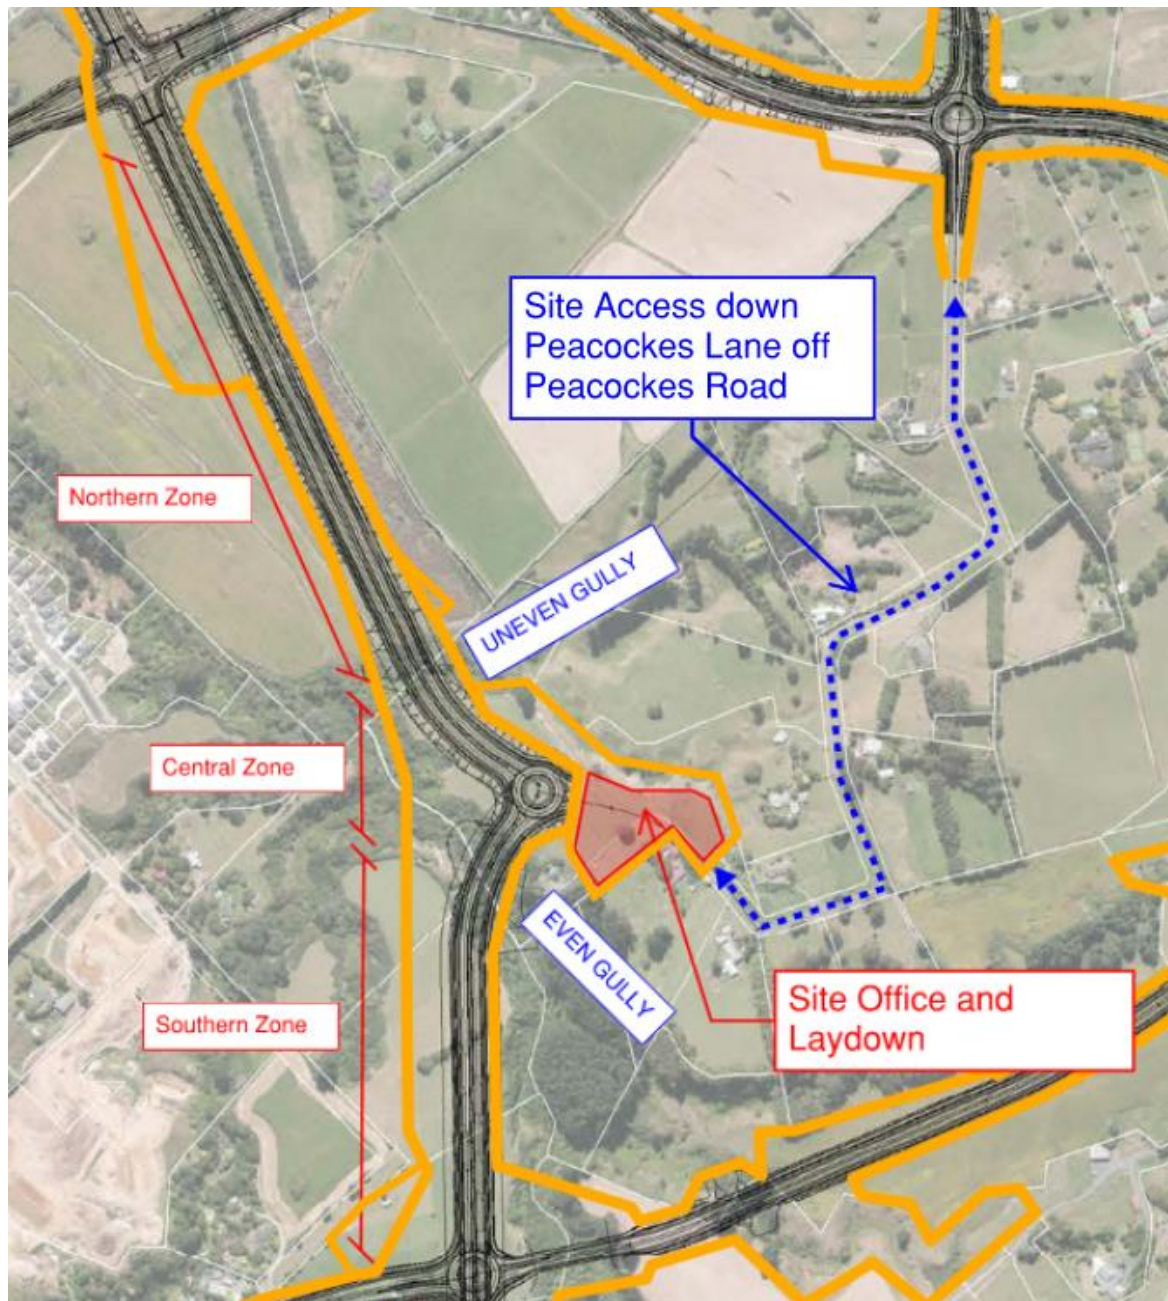 Site Access down
Peacockes Lane off
Peacockes Road
Northern Zone
UNEVEN GULLY
Central Zone
EVEN GULLY
Site Office and
Laydown
Southern Zone